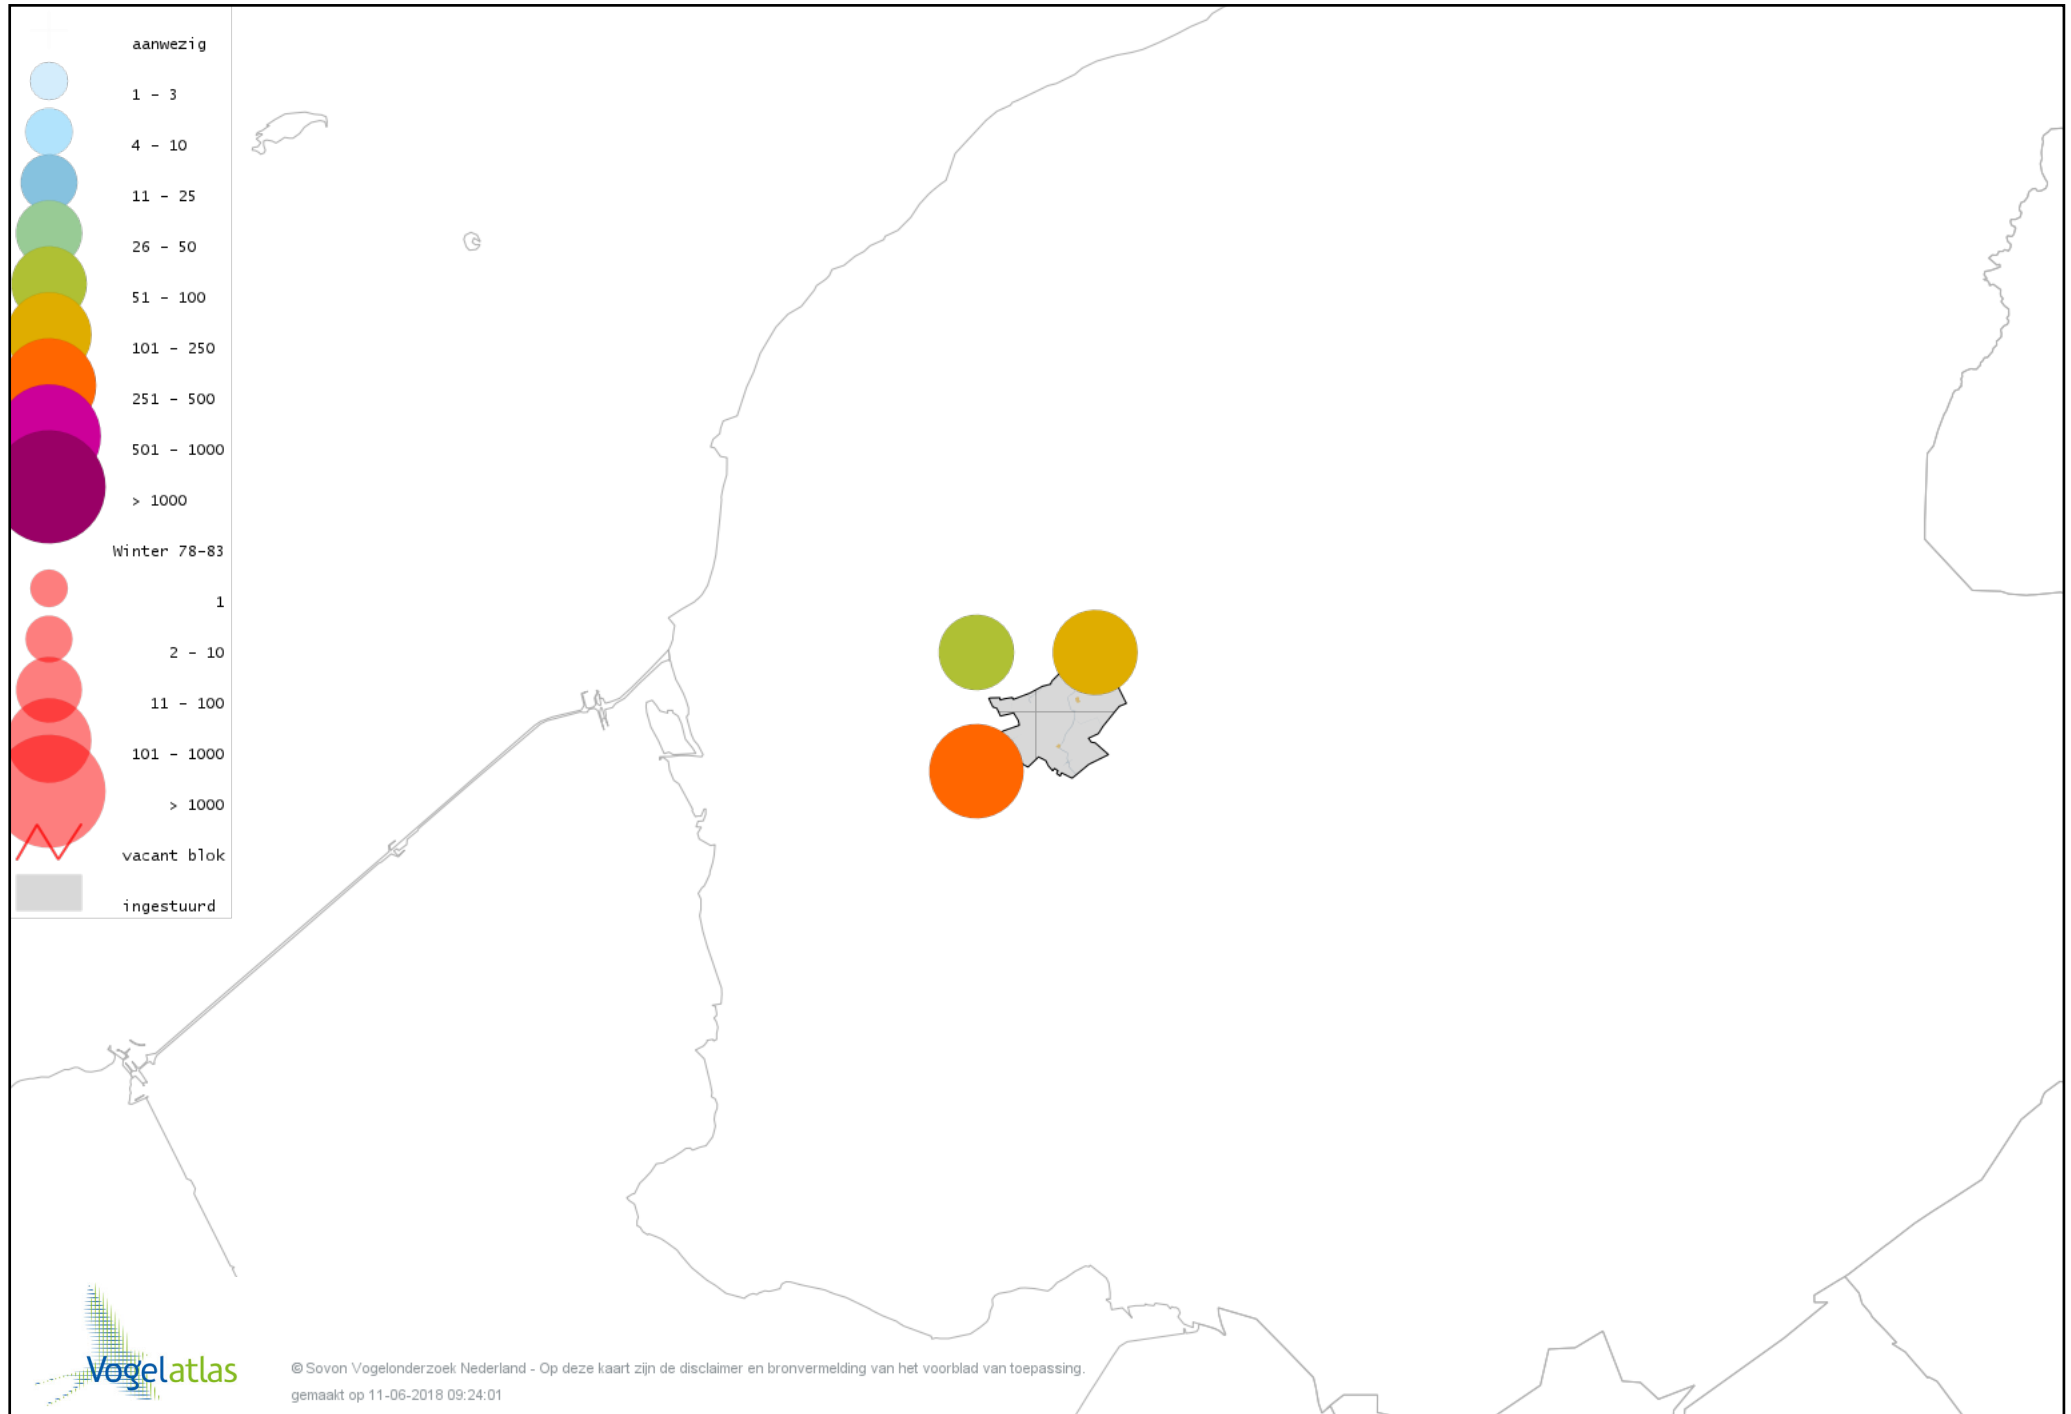 aanwezig
1 - 3
4 - 10
11 - 25
26 - 50
51 - 100
101 - 250
251 - 500
501 - 1000
> 1000
Winter 78-83
1
2 - 10
11 - 100
101 - 1000
> 1000
vacant blok
ingestuurd
Vogelatlas
© Sovon Vogelonderzoek Nederland - Op deze kaart zijn de disclaimer en bronvermelding van het voorblad van toepassing.
gemaakt op 11-06-2018 09:24:01